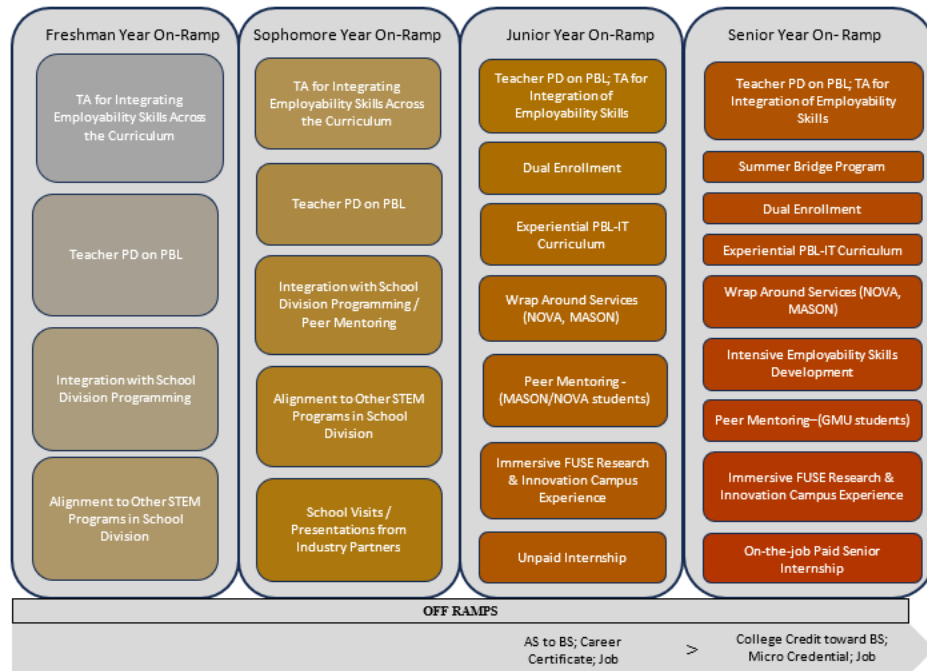 Freshman Year On-Ramp
TA for Integrating
Employability Skills Across
the Curriculum
Teacher PD on PBL
Integration with School
Division Programming
Alignment to Other STEM
Programs in School
Division
Sophomore Year On-Ramp
TA for Integrating
Employability Skills Across
the Curriculum
Teacher PD on PBL
Integration with School
Division Programming /
Peer Mentoring
Alignment to Other STEM
Programs in School
Division
School Visits /
Presentations from
Industry Partners
Junior Year On-Ramp
Teacher PD on PBL; TA for
Integration of
Employability Skills
Dual Enrollment
Experiential PBL-IT
Curriculum
Wrap Around Services
(NOVA, MASON)
Peer Mentoring -
(MASON/NOVA students)
Immersive FUSE Research
& Innovation Campus
Experience
Unpaid Internship
Senior Year On- Ramp
Teacher PD on PBL; TA for
Integration of Employability
Skills
Summer Bridge Program
Dual Enrollment
Experiential PBL-IT Curriculum
Wrap Around Services (NOVA,
MASON)
Intensive Employability Skills
Development
Peer Mentoring–(GMU students)
Immersive FUSE Research &
Innovation Campus Experience
On-the-job Paid Senior
Internship
OFF RAMPS
AS to BS; Career
Certificate; Job
>
College Credit toward BS;
Micro Credential; Job